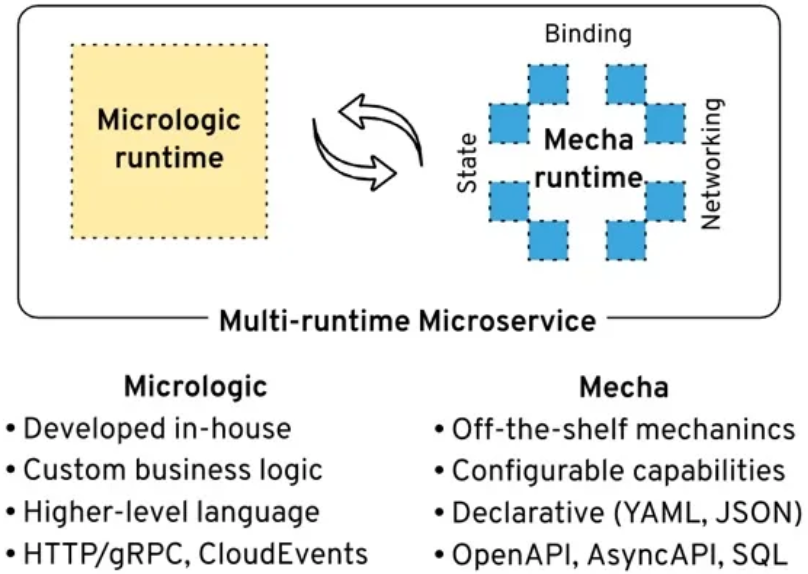 Binding
Micrologic
runtime
State
Mecha
runtime
Networking
Multi-runtime Microservice
Micrologic
• Developed in-house
• Custom business logic
• Higher-level language
• HTTP/gRPC, CloudEvents
Mecha
• Off-the-shelf mechanincs
• Configurable capabilities
• Declarative (YAML, JSON)
• OpenAPI, AsyncAPI, SQL